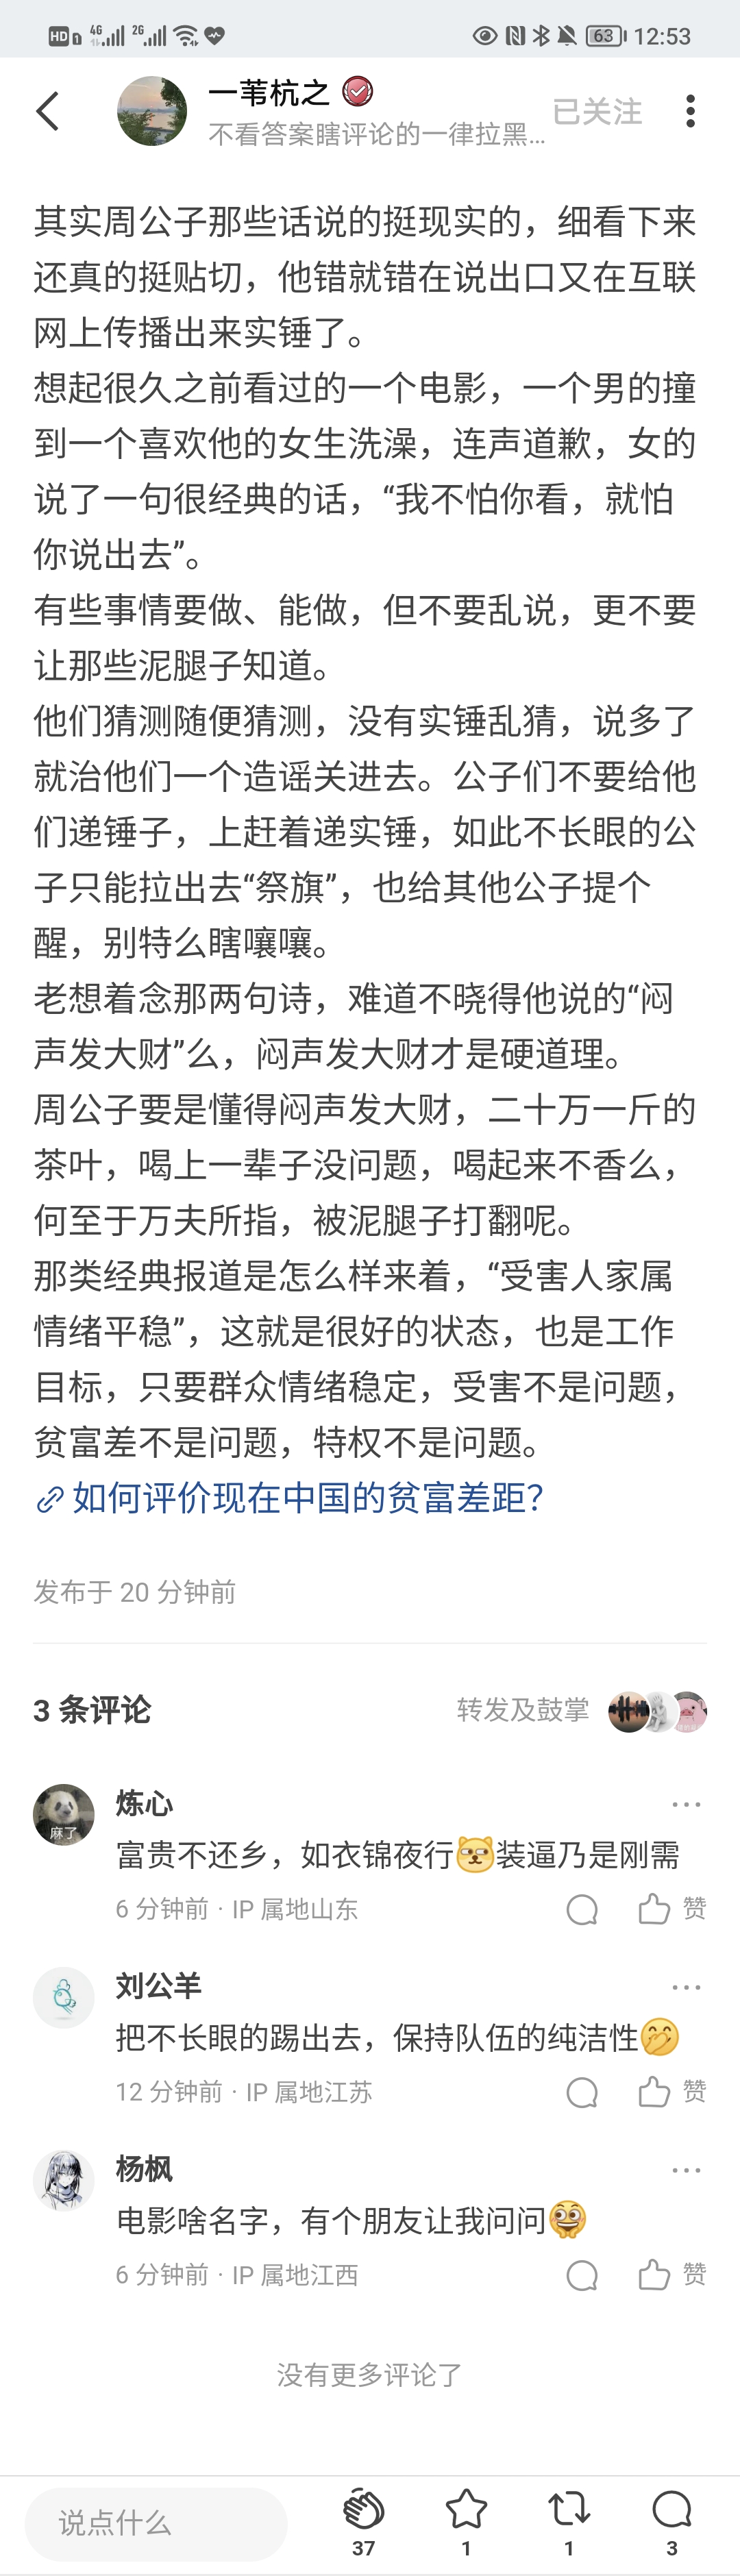 HD 1 4G 2G 63 12:53
一苇杭之
已关注
不看答案瞎评论的一律拉黑...
其实周公子那些话说的挺现实的，细看下来
还真的挺贴切，他错就错在说出口又在互联
网上传播出来实锤了。
想起很久之前看过的一个电影，一个男的撞
到一个喜欢他的女生洗澡，连声道歉，女的
说了一句很经典的话，“我不怕你看，就怕
你说出去”。
有些事情要做、能做，但不要乱说，更不要
让那些泥腿子知道。
他们猜测随便猜测，没有实锤乱猜，说多了
就治他们一个造谣关进去。公子们不要给他
们递锤子，上赶着递实锤，如此不长眼的公
子只能拉出去“祭旗”，也给其他公子提个
醒，别特么瞎嚷嚷。
老想着念那两句诗，难道不晓得他说的“闷
声发大财”么，闷声发大财才是硬道理。
周公子要是懂得闷声发大财，二十万一斤的
茶叶，喝上一辈子没问题，喝起来不香么，
何至于万夫所指，被泥腿子打翻呢。
那类经典报道是怎么样来着，“受害人家属
情绪平稳”，这就是很好的状态，也是工作
目标，只要群众情绪稳定，受害不是问题，
贫富差不是问题，特权不是问题。
如何评价现在中国的贫富差距？
发布于 20 分钟前
3 条评论
转发及鼓掌
麻了
炼心
富贵不还乡，如衣锦夜行装逼乃是刚需
6 分钟前 · IP 属地山东
赞
刘公羊
把不长眼的踢出去，保持队伍的纯洁性
12 分钟前 · IP 属地江苏
赞
杨枫
电影啥名字，有个朋友让我问问
6 分钟前 · IP 属地江西
赞
没有更多评论了
说点什么
37 1 1 3